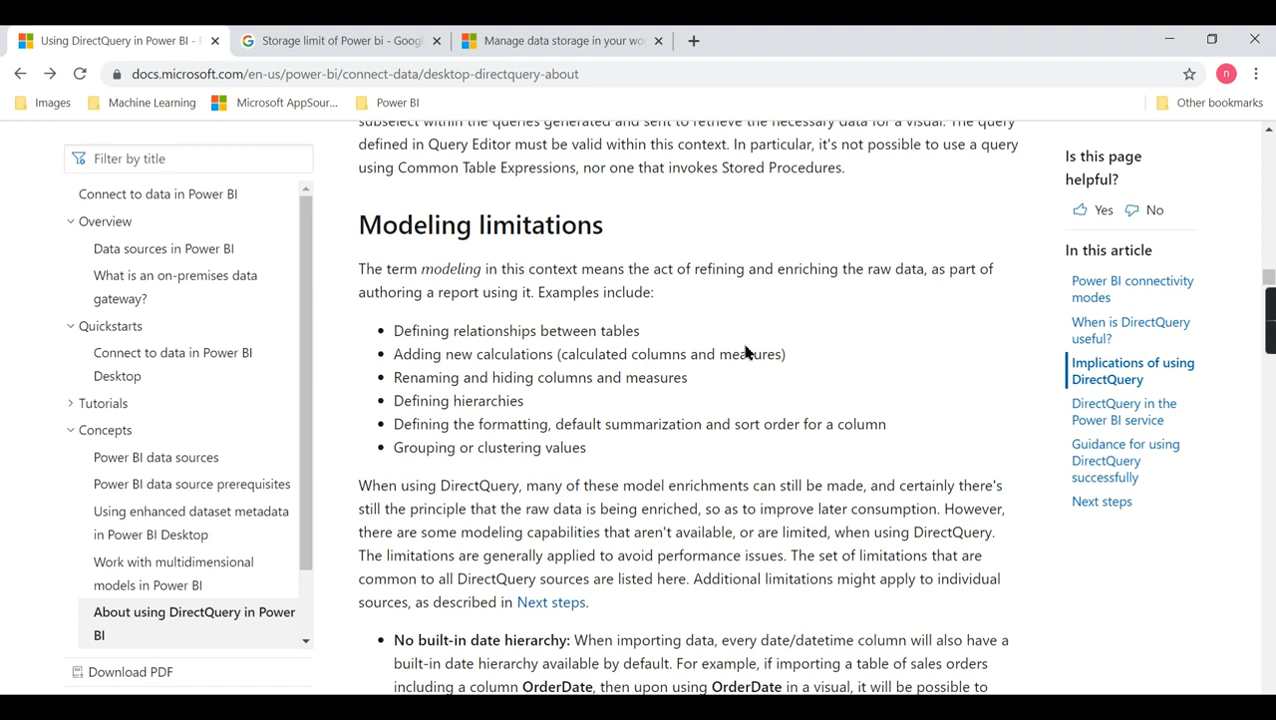 Using DirectQuery in Power BI - P
Storage limit of Power bi - Goog
Manage data storage in your wo
docs.microsoft.com/en-us/power-bi/connect-data/desktop-directquery-about
n
Images
Machine Learning
Microsoft AppSour...
Power BI
Other bookmarks
Filter by title
Connect to data in Power BI
Overview
Data sources in Power BI
What is an on-premises data
gateway?
Quickstarts
Connect to data in Power BI
Desktop
Tutorials
Concepts
Power BI data sources
Power BI data source prerequisites
Using enhanced dataset metadata
in Power BI Desktop
Work with multidimensional
models in Power BI
About using DirectQuery in Power
BI
Download PDF
subselect within the queries generated and sent to retrieve the necessary data for a visual. The query
defined in Query Editor must be valid within this context. In particular, it's not possible to use a query
using Common Table Expressions, nor one that invokes Stored Procedures.
Modeling limitations
The term modeling in this context means the act of refining and enriching the raw data, as part of
authoring a report using it. Examples include:
• Defining relationships between tables
• Adding new calculations (calculated columns and measures)
• Renaming and hiding columns and measures
• Defining hierarchies
• Defining the formatting, default summarization and sort order for a column
• Grouping or clustering values
When using DirectQuery, many of these model enrichments can still be made, and certainly there's
still the principle that the raw data is being enriched, so as to improve later consumption. However,
there are some modeling capabilities that aren't available, or are limited, when using DirectQuery.
The limitations are generally applied to avoid performance issues. The set of limitations that are
common to all DirectQuery sources are listed here. Additional limitations might apply to individual
sources, as described in Next steps.
• No built-in date hierarchy: When importing data, every date/datetime column will also have a
built-in date hierarchy available by default. For example, if importing a table of sales orders
including a column OrderDate, then upon using OrderDate in a visual, it will be possible to
Is this page
helpful?
Yes
No
In this article
Power BI connectivity
modes
When is DirectQuery
useful?
Implications of using
DirectQuery
DirectQuery in the
Power BI service
Guidance for using
DirectQuery
successfully
Next steps